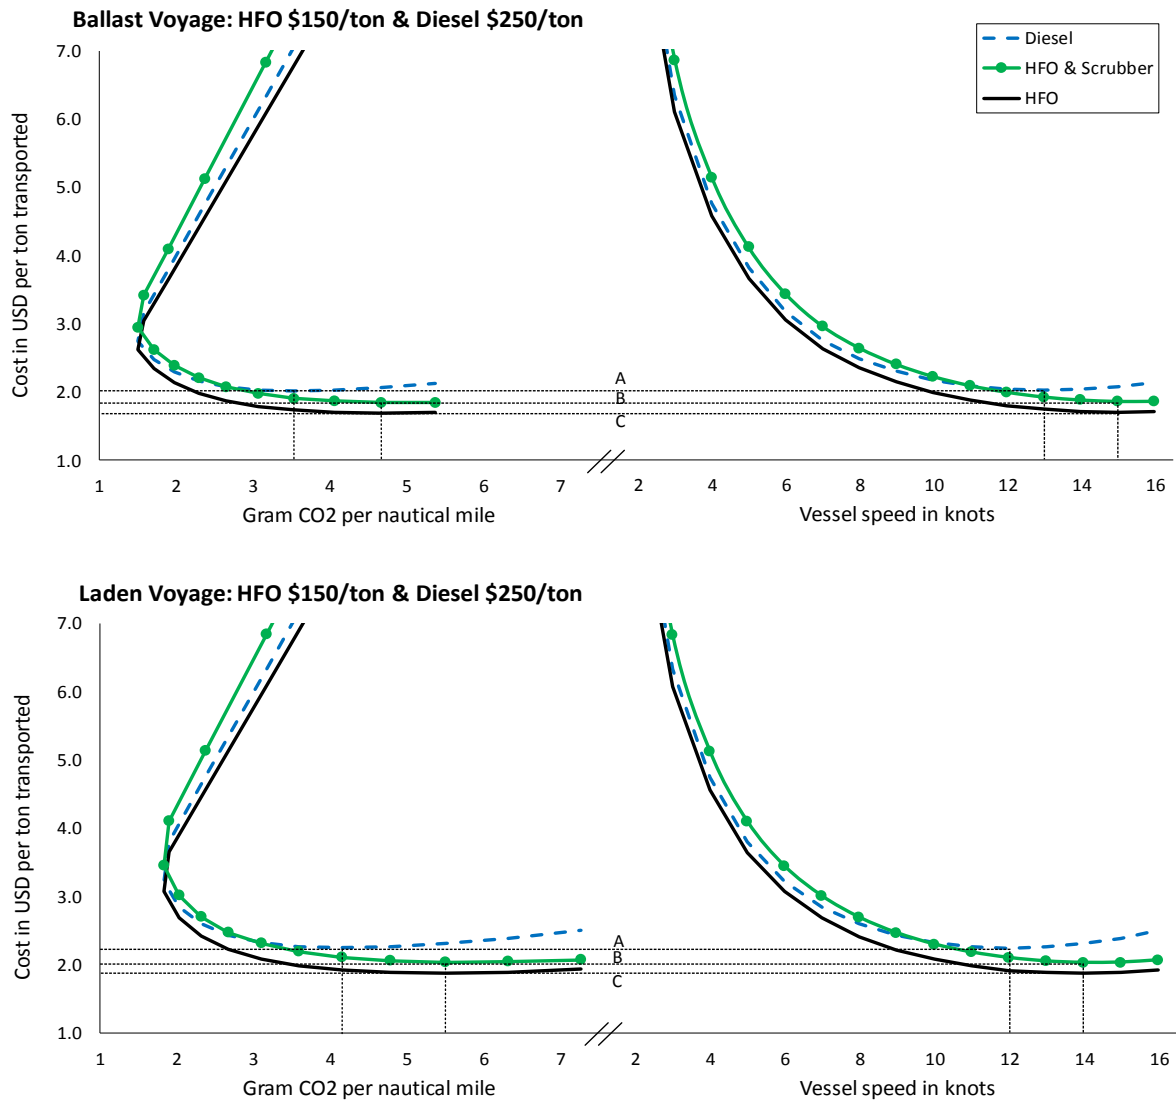 Ballast Voyage: HFO $150/ton & Diesel $250/ton
Diesel
HFO & Scrubber
HFO
Cost in USD per ton transported
7.0
6.0
5.0
4.0
3.0
2.0
1.0
A
B
C
1 2 3 4 5 6 7 2 4 6 8 10 12 14 16
Gram CO2 per nautical mile Vessel speed in knots
Laden Voyage: HFO $150/ton & Diesel $250/ton
Cost in USD per ton transported
7.0
6.0
5.0
4.0
3.0
2.0
1.0
A
B
C
1 2 3 4 5 6 7 2 4 6 8 10 12 14 16
Gram CO2 per nautical mile Vessel speed in knots